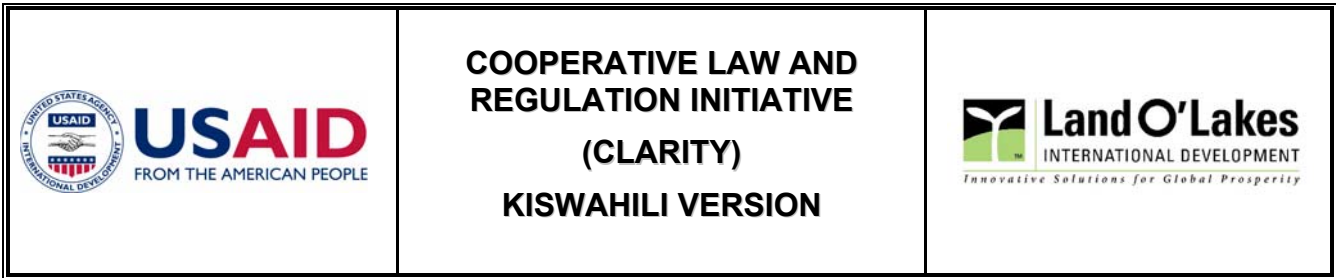 UNITED STATES AGENCY
USAID
INTERNATIONAL DEVELOPMENT
USAID
FROM THE AMERICAN PEOPLE
COOPERATIVE LAW AND
REGULATION INITIATIVE
(CLARITY)
KISWAHILI VERSION
Land O'Lakes
TM
INTERNATIONAL DEVELOPMENT
Innovative Solutions for Global Prosperity